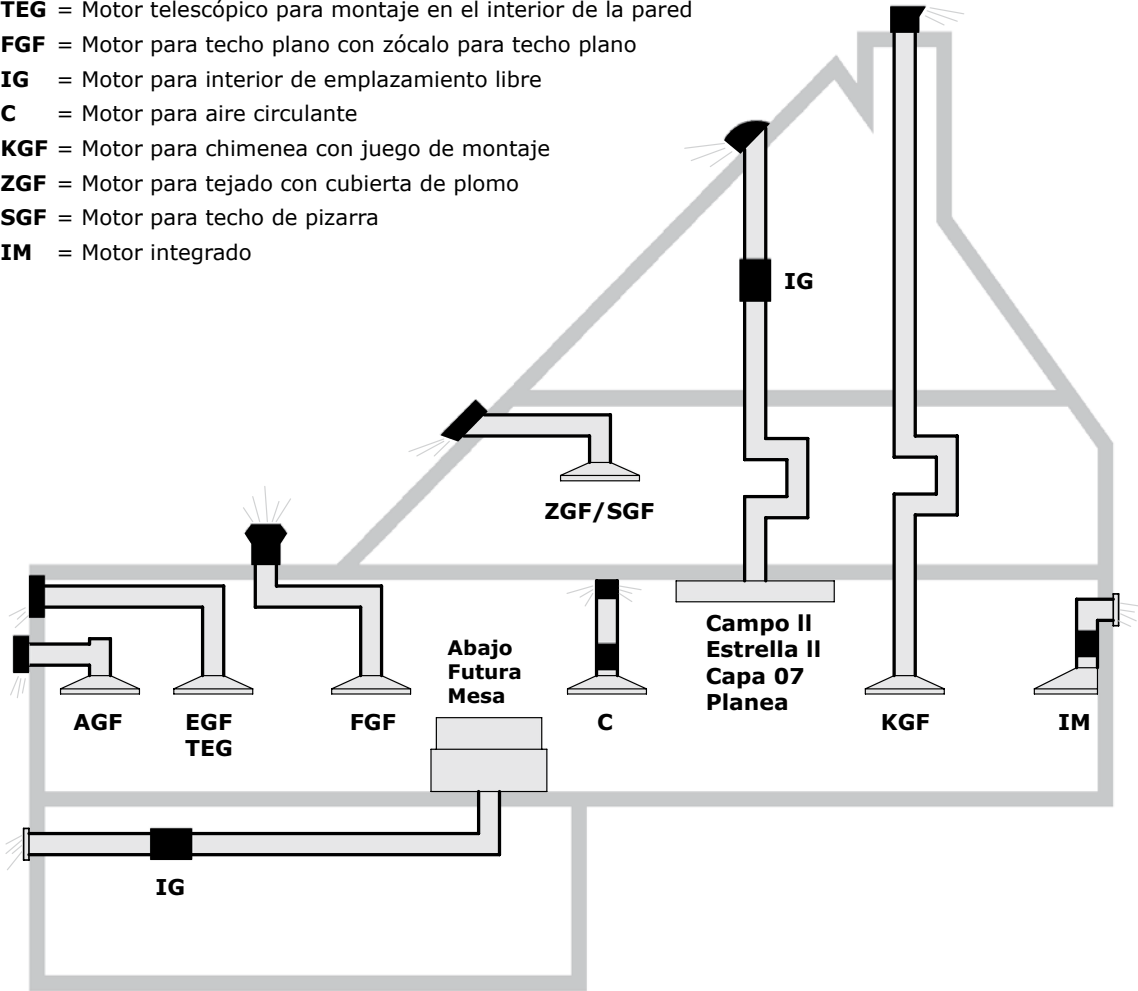 TEG = Motor telescópico para montaje en el interior de la pared
FGF = Motor para techo plano con zócalo para techo plano
IG = Motor para interior de emplazamiento libre
C = Motor para aire circulante
KGF = Motor para chimenea con juego de montaje
ZGF = Motor para tejado con cubierta de plomo
SGF = Motor para techo de pizarra
IM = Motor integrado
IG
ZGF/SGF
Abajo
Futura
Mesa
Campo ll
Estrella ll
Capa 07
Planea
AGF
EGF
TEG
FGF
C
KGF
IM
IG